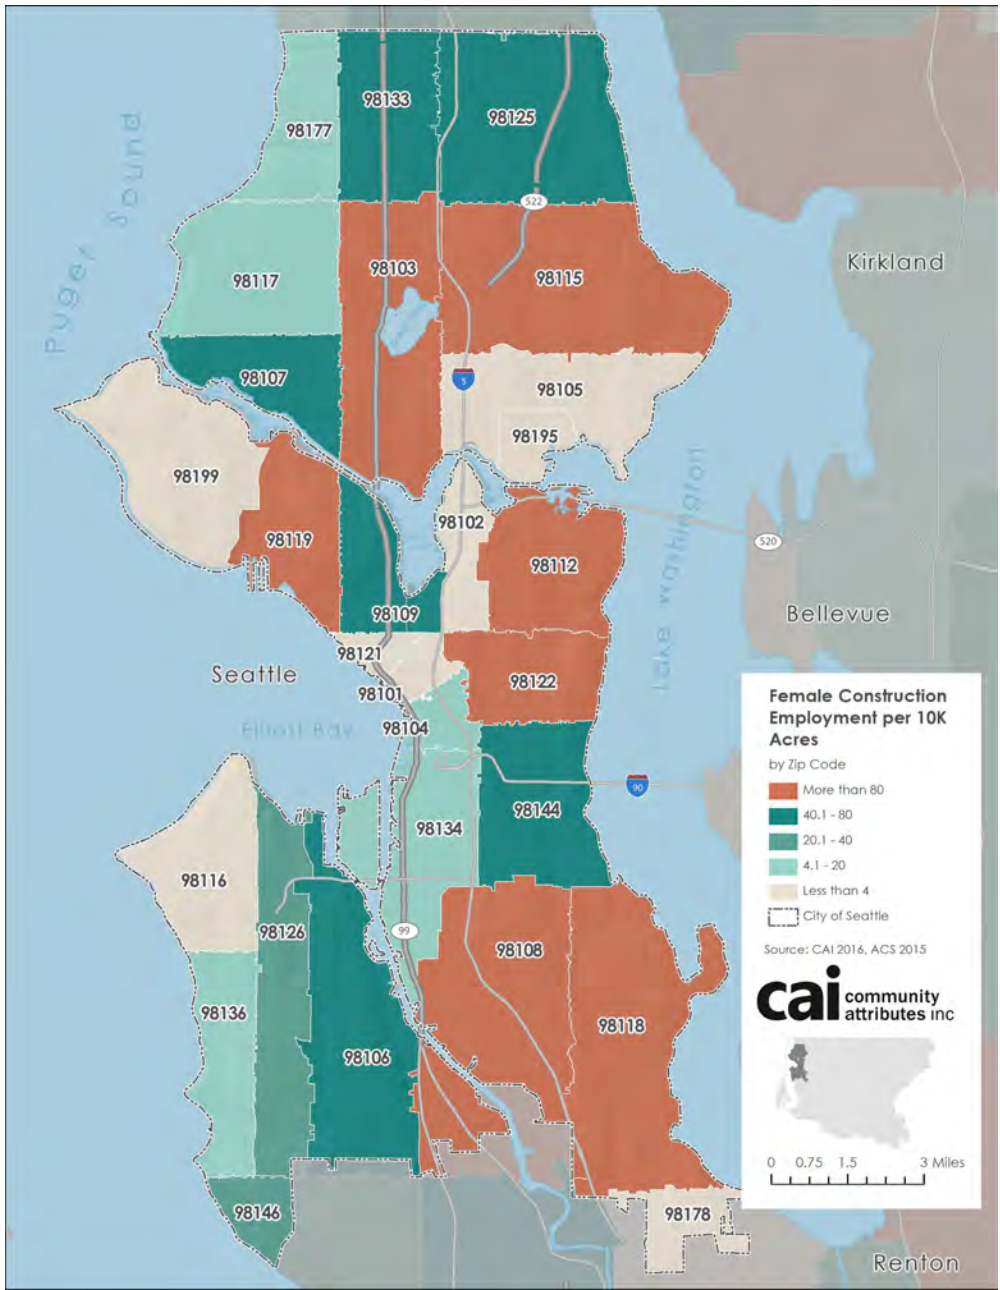 98133
98125
98177
Puget Sound
522
Kirkland
98103
98115
98117
98107
5
98105
98195
98199
98102
98119
520
98112
Lake Washington
98109
Bellevue
98121
Seattle
98122
98101
98104
Elliott Bay
90
98144
98134
98116
99
98126
98108
98136
98118
98106
98146
98178
Renton
Female Construction
Employment per 10K
Acres
by Zip Code
More than 80
40.1 - 80
20.1 - 40
4.1 - 20
Less than 4
City of Seattle
Source: CAI 2016, ACS 2015
cai community
attributes inc
0 0.75 1.5 3 Miles